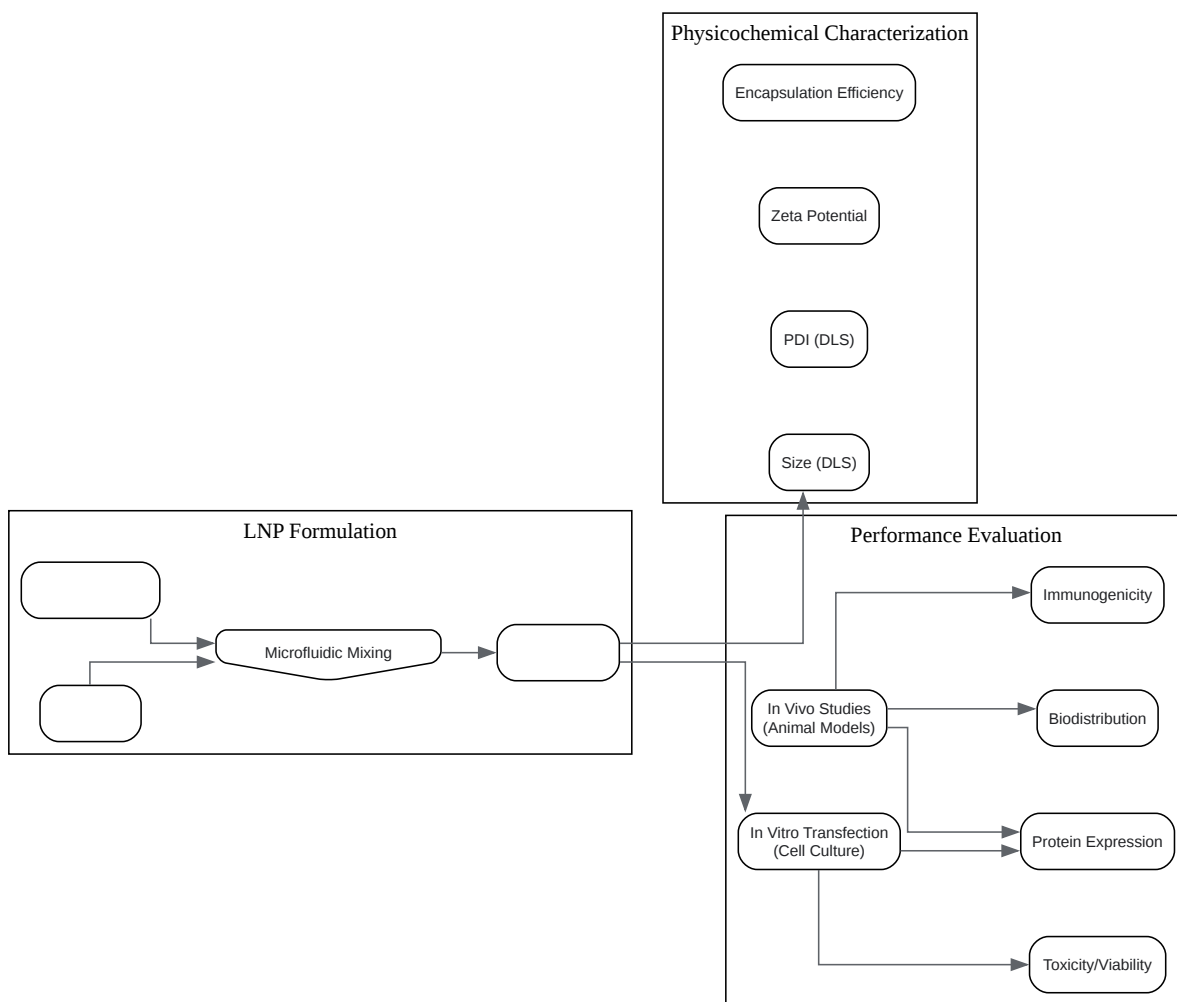 Physicochemical Characterization
Encapsulation Efficiency
Zeta Potential
PDI (DLS)
Size (DLS)
LNP Formulation
Microfluidic Mixing
Performance Evaluation
Immunogenicity
In Vivo Studies
(Animal Models)
Biodistribution
In Vitro Transfection
(Cell Culture)
Protein Expression
Toxicity/Viability